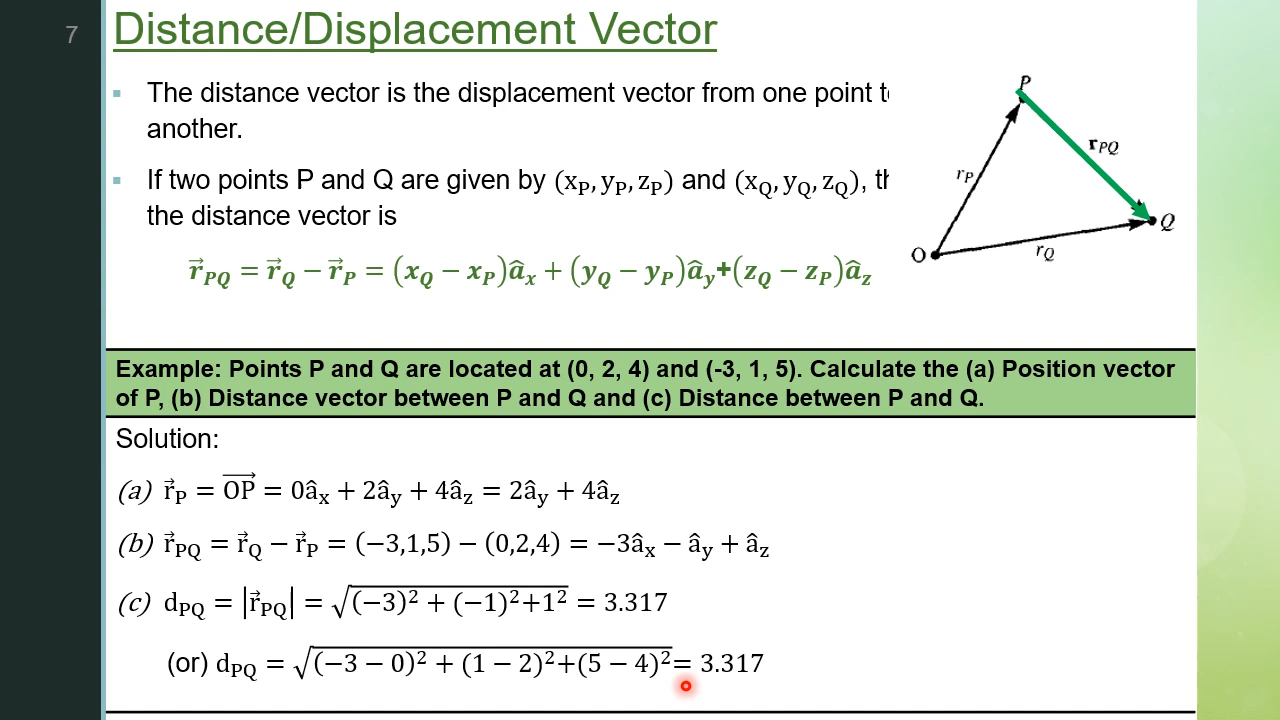 7
Distance/Displacement Vector
▪ The distance vector is the displacement vector from one point
another.
▪ If two points P and Q are given by (x_P, y_P, z_P) and (x_Q, y_Q, z_Q),
the distance vector is
r⃗_PQ = r⃗_Q − r⃗_P = (x_Q − x_P)â_x + (y_Q − y_P)â_y+(z_Q − z_P)â_z
P
r_PQ
r_P
Q
O
r_Q
Example: Points P and Q are located at (0, 2, 4) and (-3, 1, 5). Calculate the (a) Position vector
of P, (b) Distance vector between P and Q and (c) Distance between P and Q.
Solution:
(a) r⃗_P = OP⃗ = 0â_x + 2â_y + 4â_z = 2â_y + 4â_z
(b) r⃗_PQ = r⃗_Q − r⃗_P = (−3,1,5) − (0,2,4) = −3â_x − â_y + â_z
(c) d_PQ = |r⃗_PQ| = √((−3)² + (−1)²+1²) = 3.317
(or) d_PQ = √((−3 − 0)² + (1 − 2)²+(5 − 4)²)= 3.317